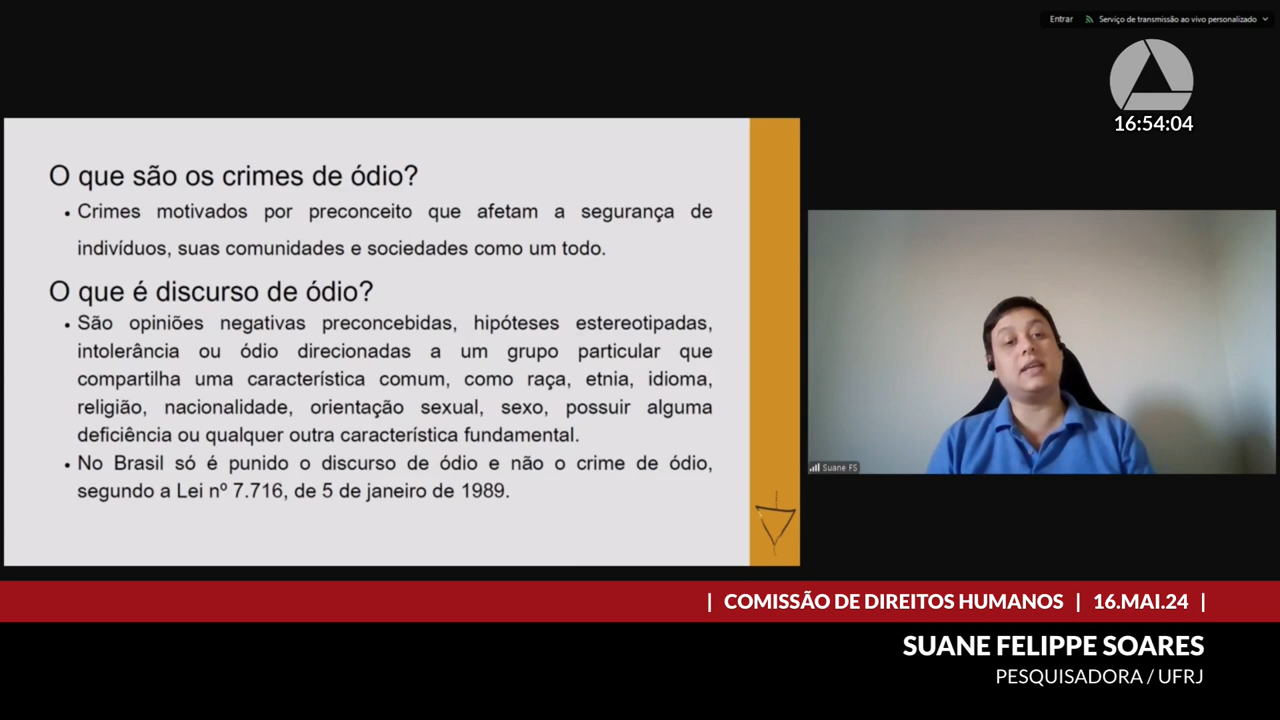 Entrar Serviço de transmissão ao vivo personalizado
16:54:04
O que são os crimes de ódio?
• Crimes motivados por preconceito que afetam a segurança de
indivíduos, suas comunidades e sociedades como um todo.
O que é discurso de ódio?
• São opiniões negativas preconcebidas, hipóteses estereotipadas,
intolerância ou ódio direcionadas a um grupo particular que
compartilha uma característica comum, como raça, etnia, idioma,
religião, nacionalidade, orientação sexual, sexo, possuir alguma
deficiência ou qualquer outra característica fundamental.
• No Brasil só é punido o discurso de ódio e não o crime de ódio,
segundo a Lei nº 7.716, de 5 de janeiro de 1989.
Suane FS
| COMISSÃO DE DIREITOS HUMANOS | 16.MAI.24 |
SUANE FELIPPE SOARES
PESQUISADORA / UFRJ